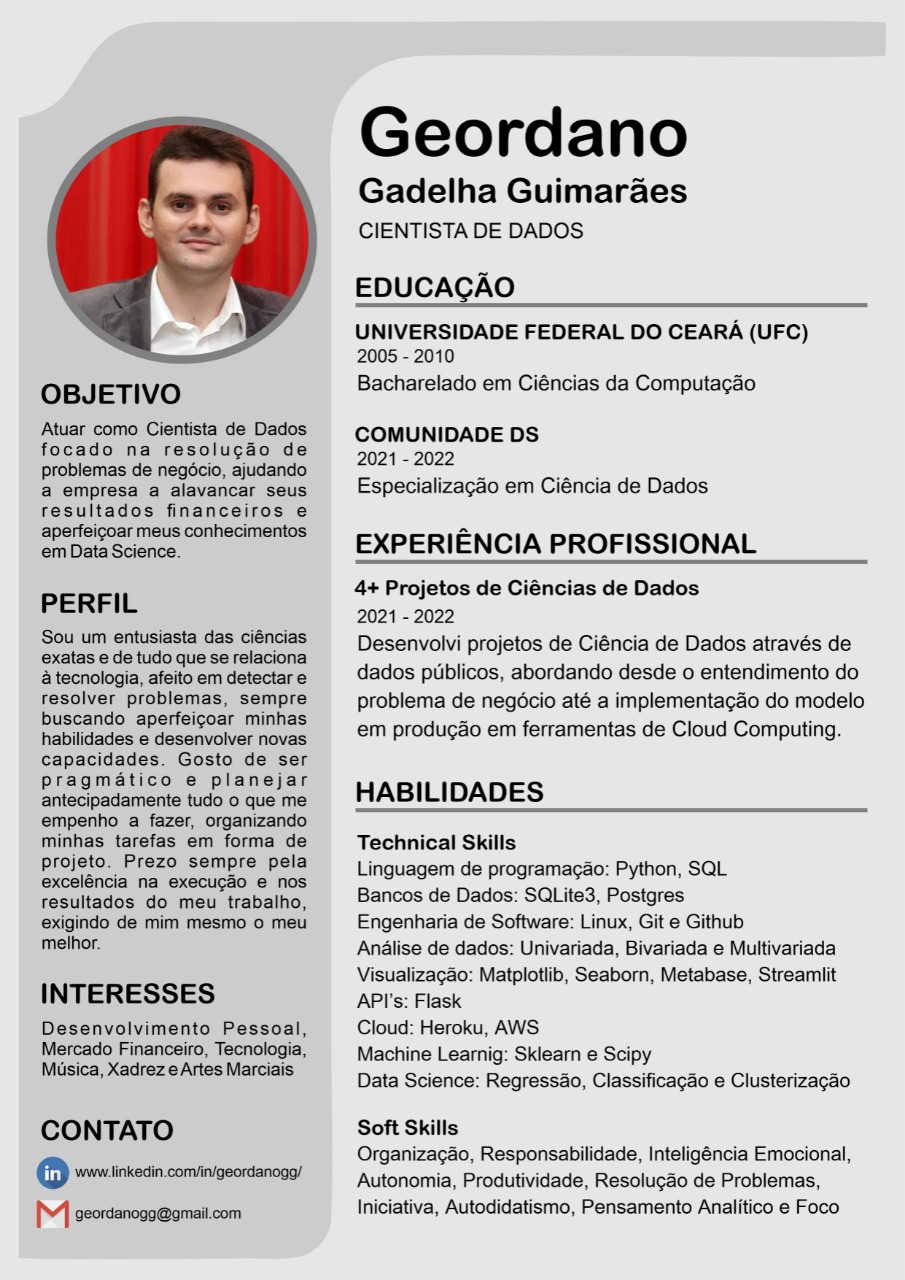 Geordano
Gadelha Guimarães
CIENTISTA DE DADOS
OBJETIVO
Atuar como Cientista de Dados
focado na resolução de
problemas de negócio, ajudando
a empresa a alavancar seus
resultados financeiros e
aperfeiçoar meus conhecimentos
em Data Science.
PERFIL
Sou um entusiasta das ciências
exatas e de tudo que se relaciona
à tecnologia, afeito em detectar e
resolver problemas, sempre
buscando aperfeiçoar minhas
habilidades e desenvolver novas
capacidades. Gosto de ser
pragmático e planejar
antecipadamente tudo o que me
empenho a fazer, organizando
minhas tarefas em forma de
projeto. Prezo sempre pela
excelência na execução e nos
resultados do meu trabalho,
exigindo de mim mesmo o meu
melhor.
INTERESSES
Desenvolvimento Pessoal,
Mercado Financeiro, Tecnologia,
Música, Xadrez e Artes Marciais
CONTATO
in www.linkedin.com/in/geordanogg/
geordanogg@gmail.com
EDUCAÇÃO
UNIVERSIDADE FEDERAL DO CEARÁ (UFC)
2005 - 2010
Bacharelado em Ciências da Computação
COMUNIDADE DS
2021 - 2022
Especialização em Ciência de Dados
EXPERIÊNCIA PROFISSIONAL
4+ Projetos de Ciências de Dados
2021 - 2022
Desenvolvi projetos de Ciência de Dados através de
dados públicos, abordando desde o entendimento do
problema de negócio até a implementação do modelo
em produção em ferramentas de Cloud Computing.
HABILIDADES
Technical Skills
Linguagem de programação: Python, SQL
Bancos de Dados: SQLite3, Postgres
Engenharia de Software: Linux, Git e Github
Análise de dados: Univariada, Bivariada e Multivariada
Visualização: Matplotlib, Seaborn, Metabase, Streamlit
API’s: Flask
Cloud: Heroku, AWS
Machine Learnig: Sklearn e Scipy
Data Science: Regressão, Classificação e Clusterização
Soft Skills
Organização, Responsabilidade, Inteligência Emocional,
Autonomia, Produtividade, Resolução de Problemas,
Iniciativa, Autodidatismo, Pensamento Analítico e Foco